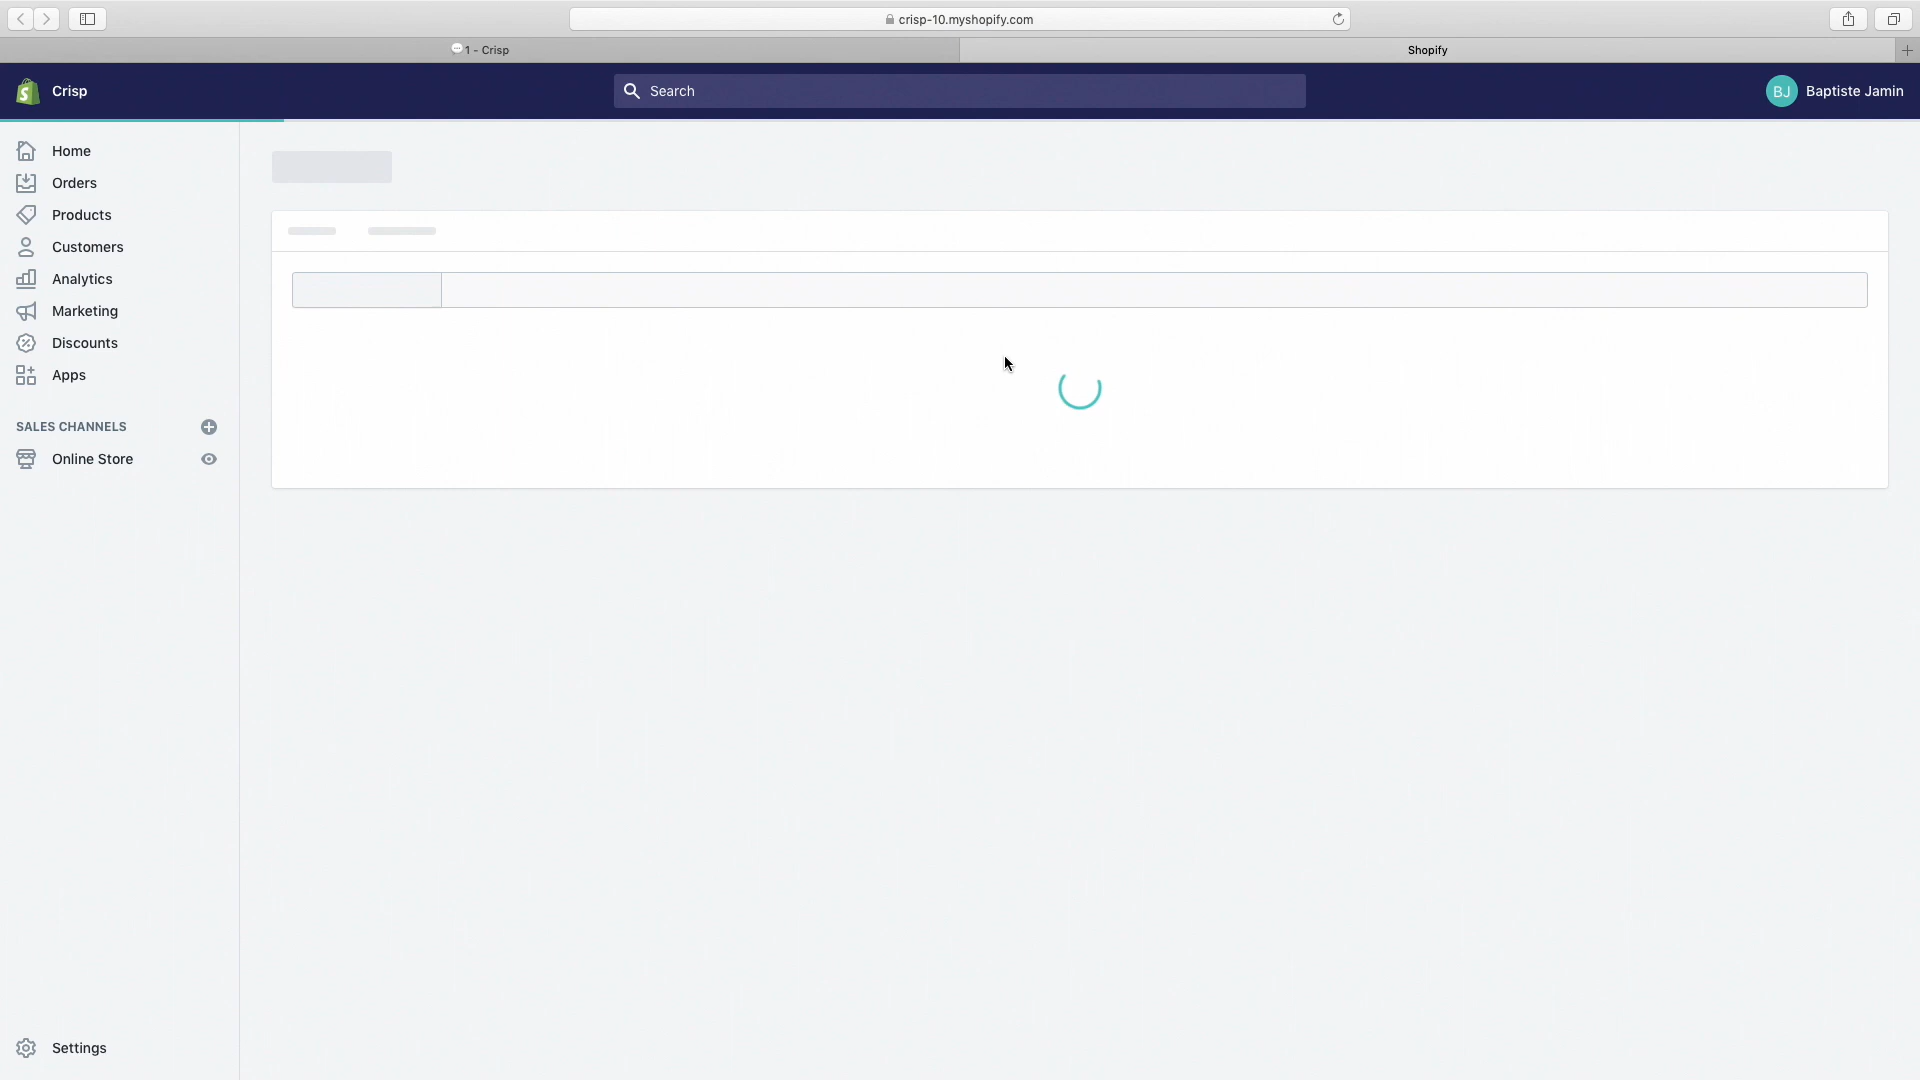 crisp-10.myshopify.com
1 - Crisp
Shopify
Crisp
Search
BJ
Baptiste Jamin
Home
Orders
Products
Customers
Analytics
Marketing
Discounts
Apps
SALES CHANNELS
Online Store
Settings